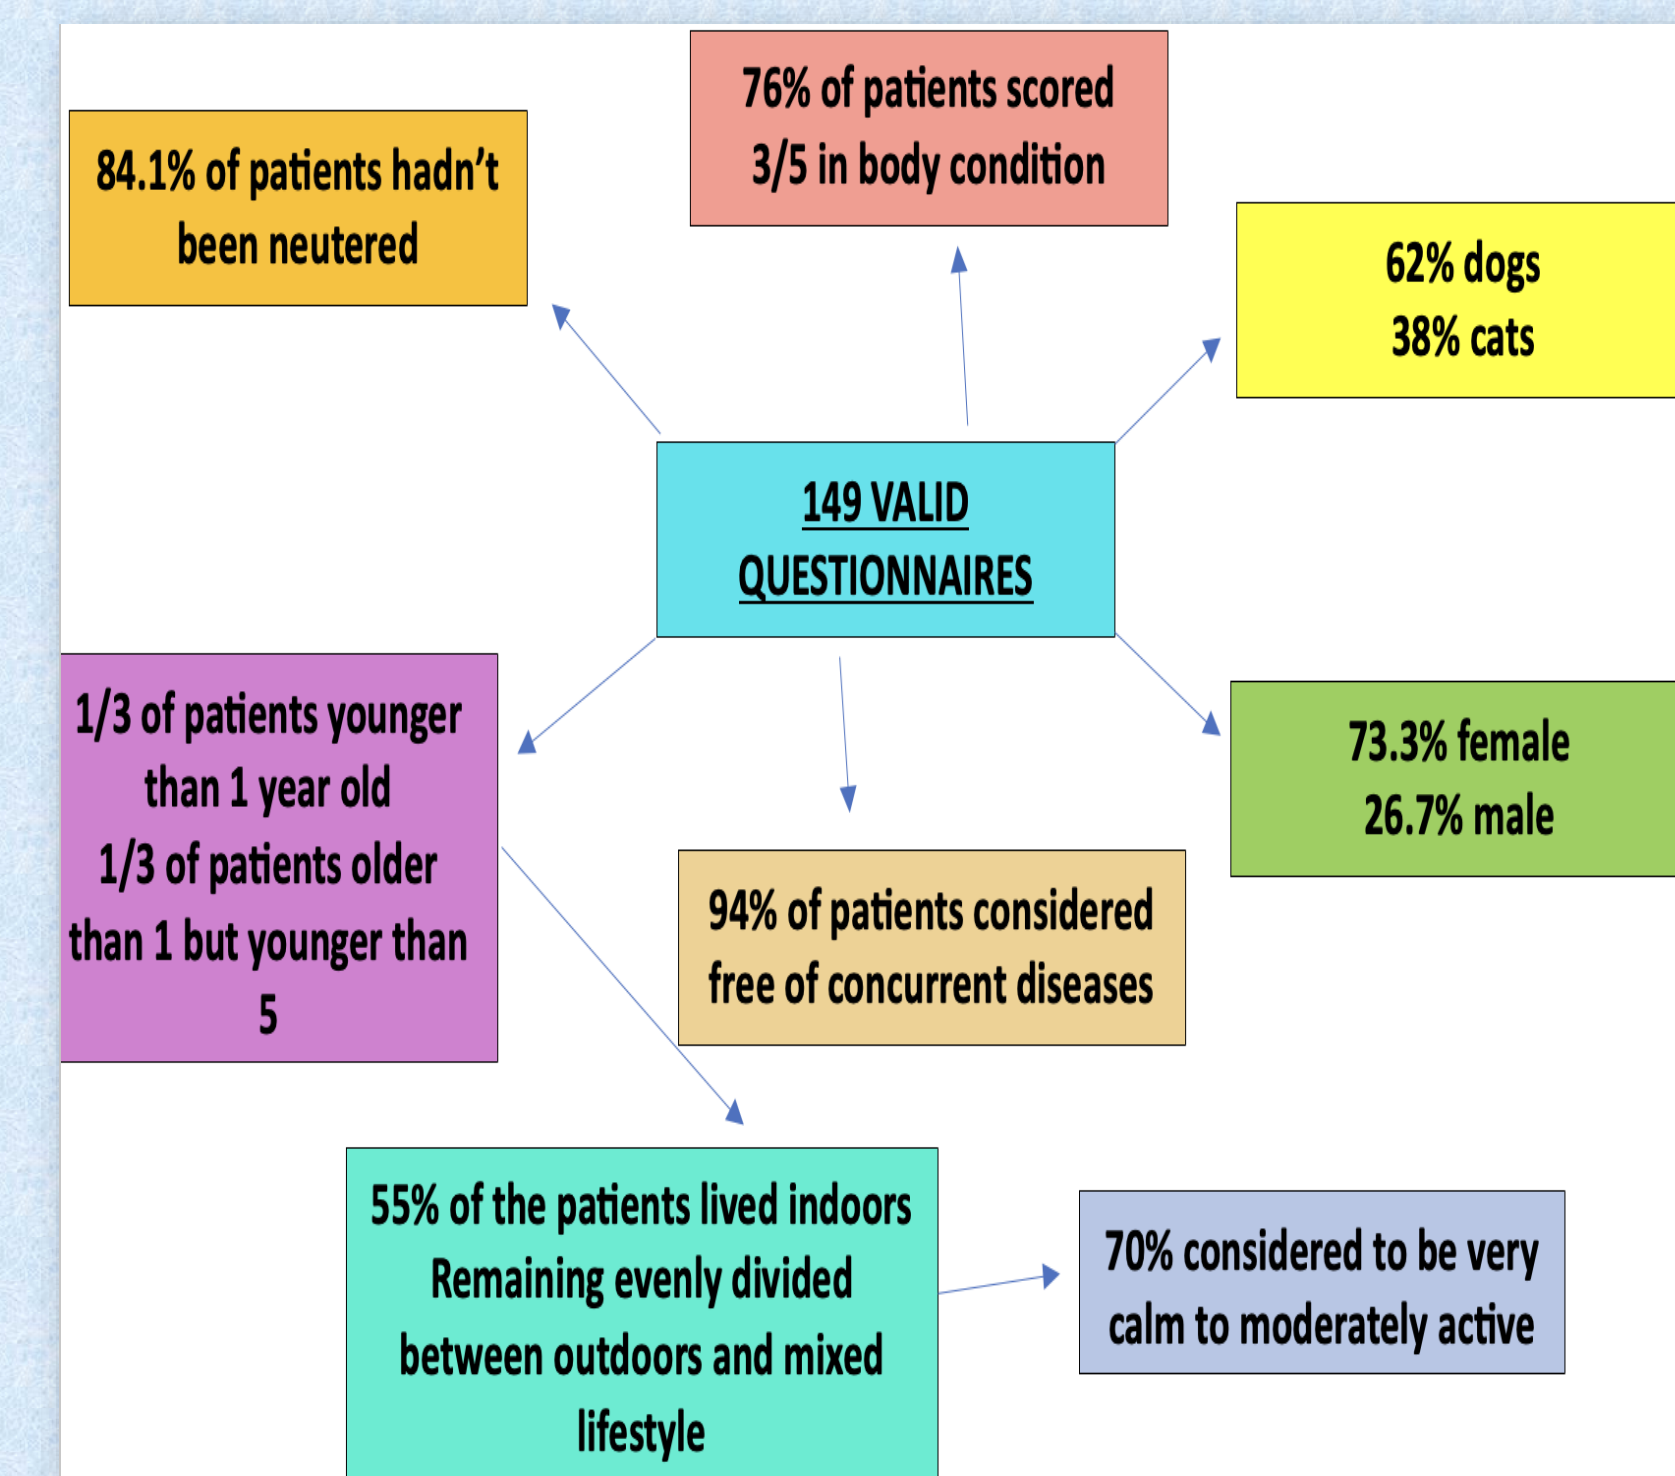 76% of patients scored
3/5 in body condition
84.1% of patients hadn’t
been neutered
62% dogs
38% cats
149 VALID
QUESTIONNAIRES
1/3 of patients younger
than 1 year old
1/3 of patients older
than 1 but younger than
5
73.3% female
26.7% male
94% of patients considered
free of concurrent diseases
55% of the patients lived indoors
Remaining evenly divided
between outdoors and mixed
lifestyle
70% considered to be very
calm to moderately active